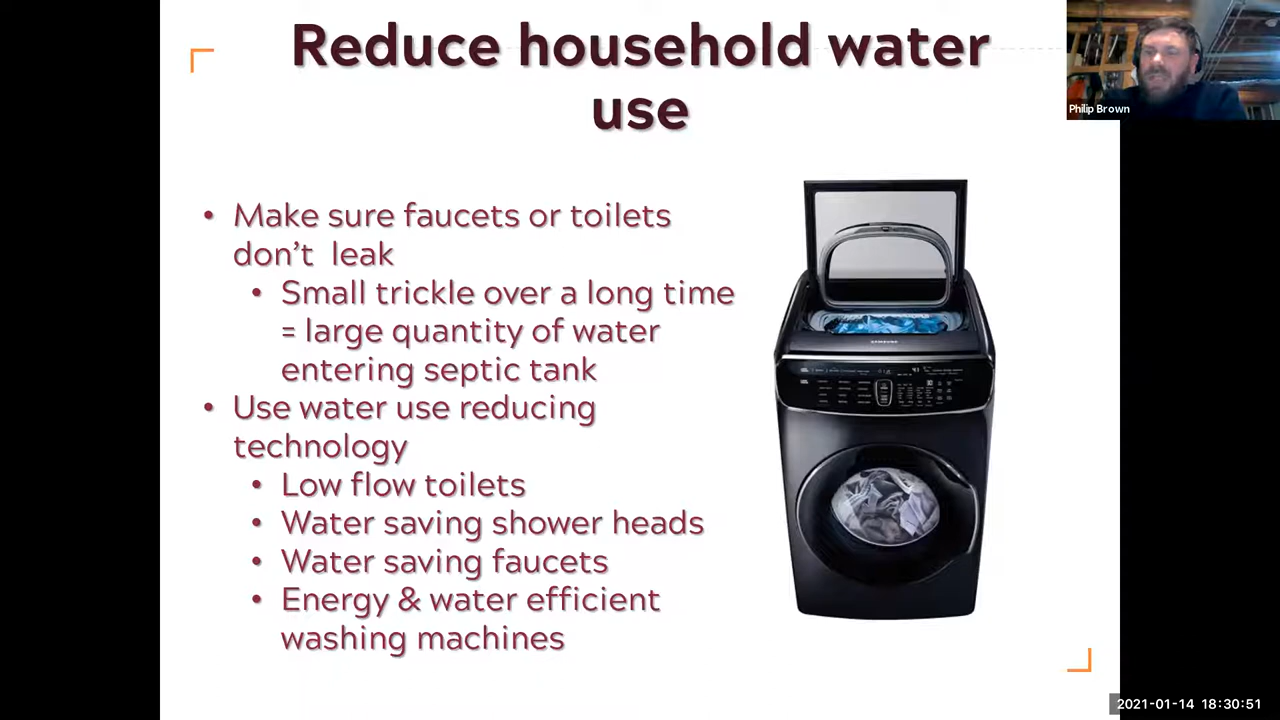 Reduce household water
use
Philip Brown
• Make sure faucets or toilets
don't leak
• Small trickle over a long time
= large quantity of water
entering septic tank
• Use water use reducing
technology
• Low flow toilets
• Water saving shower heads
• Water saving faucets
• Energy & water efficient
washing machines
SAMSUNG
2021-01-14 18:30:51